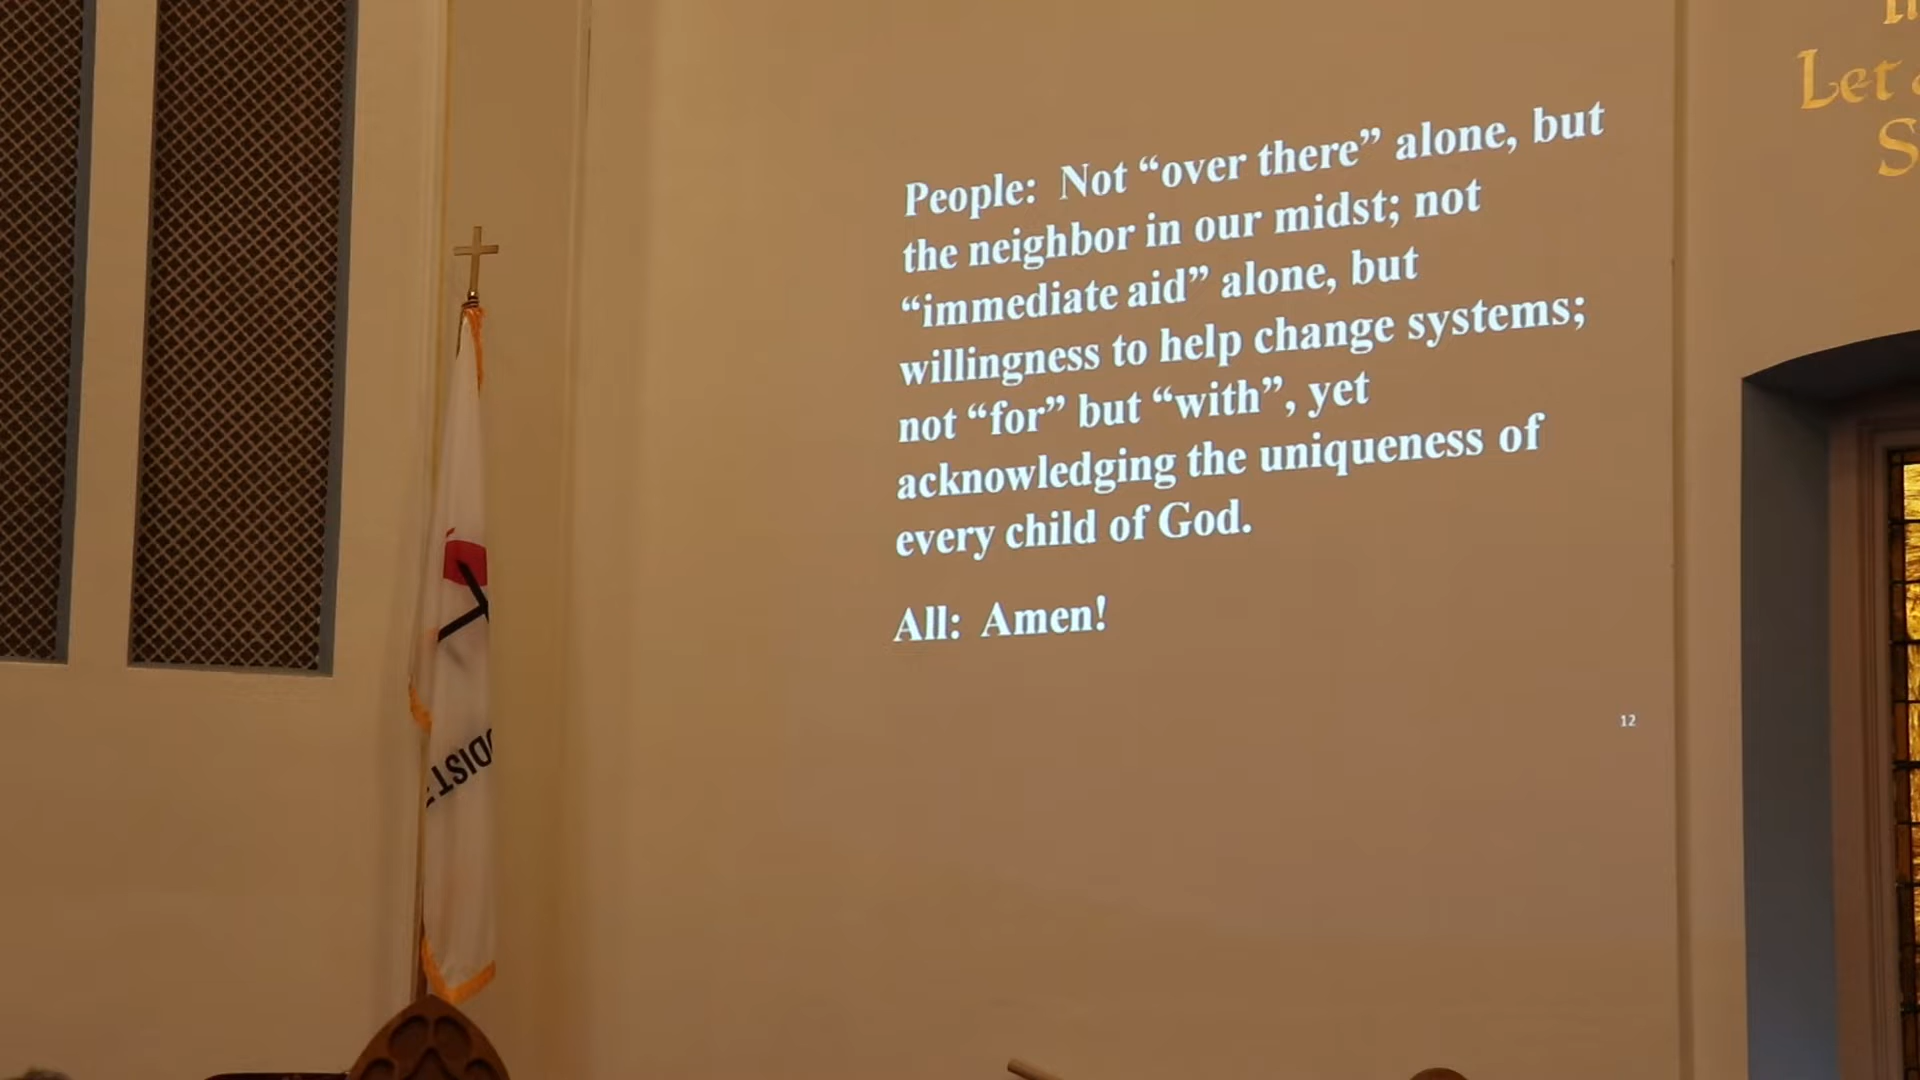 People: Not “over there” alone, but
the neighbor in our midst; not
“immediate aid” alone, but
willingness to help change systems;
not “for” but “with”, yet
acknowledging the uniqueness of
every child of God.
All: Amen!
12
Let